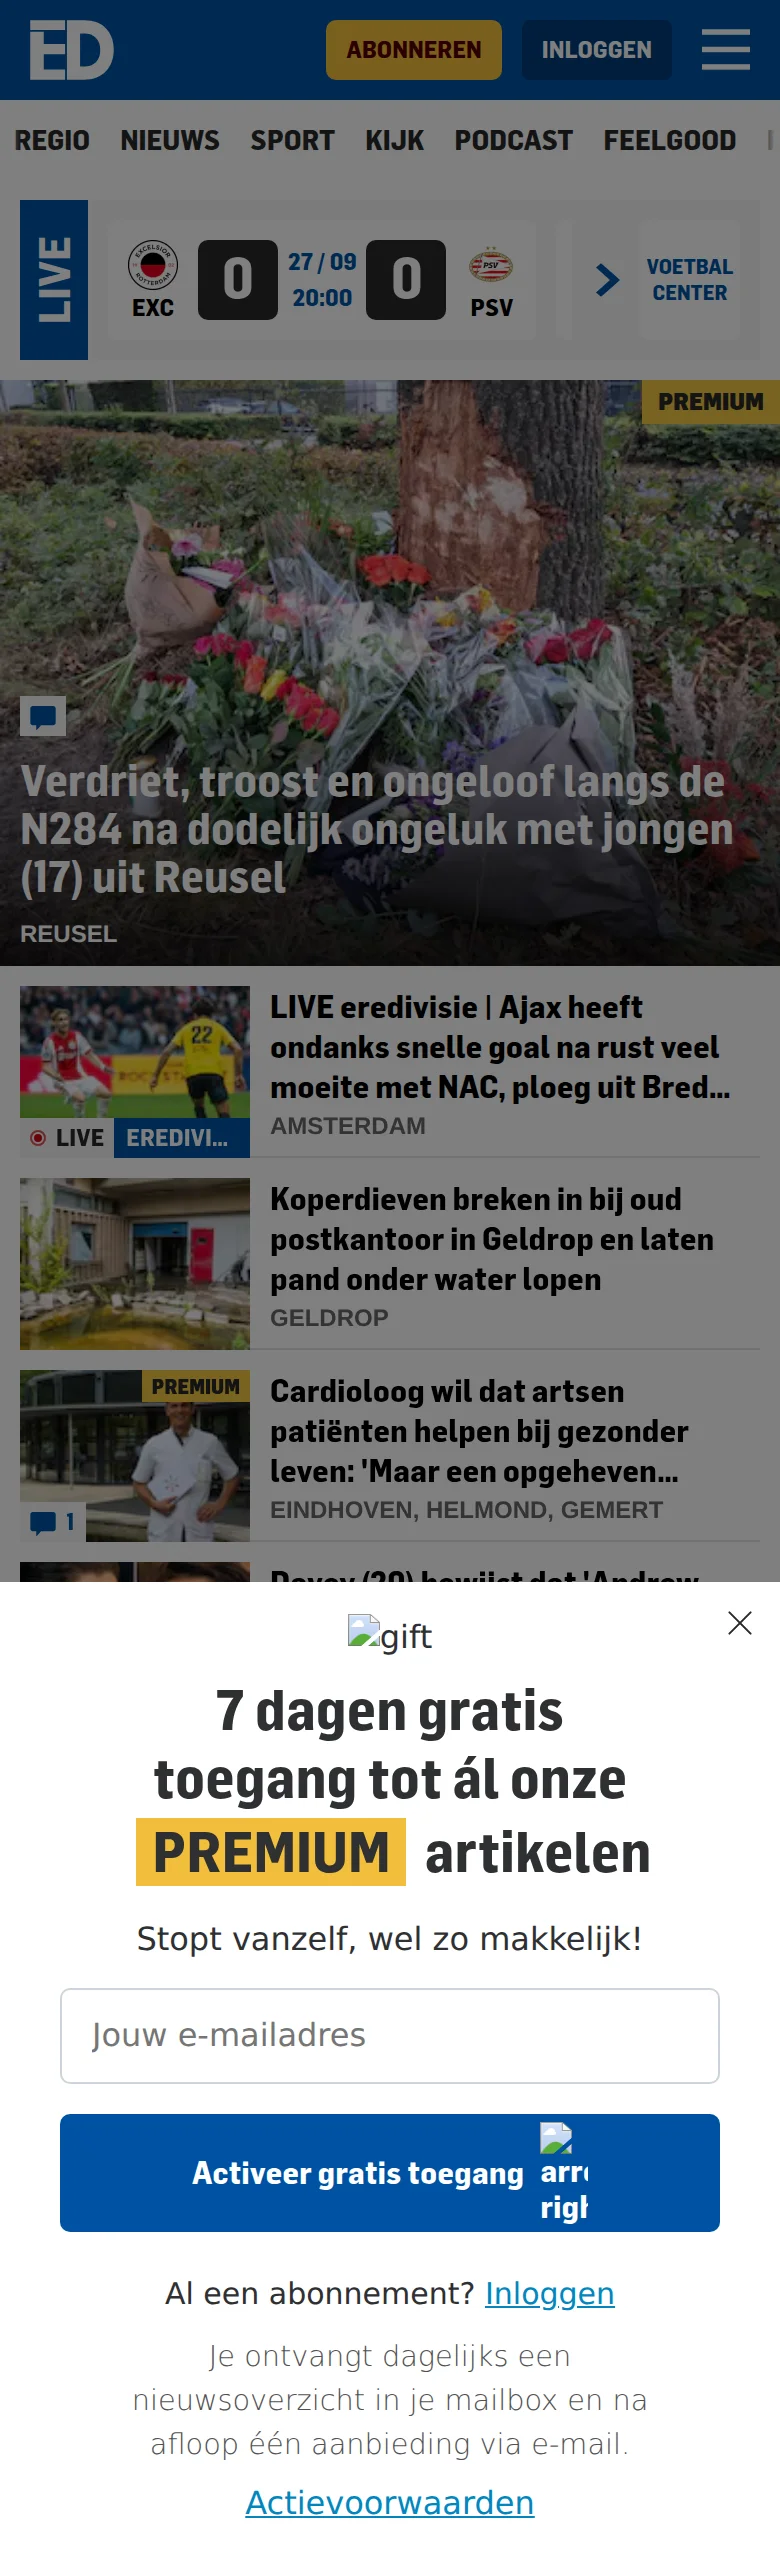 ED
ABONNEREN
INLOGGEN
REGIO NIEUWS SPORT KIJK PODCAST FEELGOOD
LIVE
EXCELSIOR
ROTTERDAM
EXC
0
27 / 09
20:00
0
PSV
PSV
VOETBAL
CENTER
PREMIUM
Verdriet, troost en ongeloof langs de
N284 na dodelijk ongeluk met jongen
(17) uit Reusel
REUSEL
22
LIVE
EREDIVI...
LIVE eredivisie | Ajax heeft
ondanks snelle goal na rust veel
moeite met NAC, ploeg uit Bred...
AMSTERDAM
Koperdieven breken in bij oud
postkantoor in Geldrop en laten
pand onder water lopen
GELDROP
PREMIUM
1
Cardioloog wil dat artsen
patiënten helpen bij gezonder
leven: 'Maar een opgeheven...
EINDHOVEN, HELMOND, GEMERT
gift
7 dagen gratis
toegang tot ál onze
PREMIUM artikelen
Stopt vanzelf, wel zo makkelijk!
Jouw e-mailadres
Activeer gratis toegang
Al een abonnement? Inloggen
Je ontvangt dagelijks een
nieuwsoverzicht in je mailbox en na
afloop één aanbieding via e-mail.
Actievoorwaarden